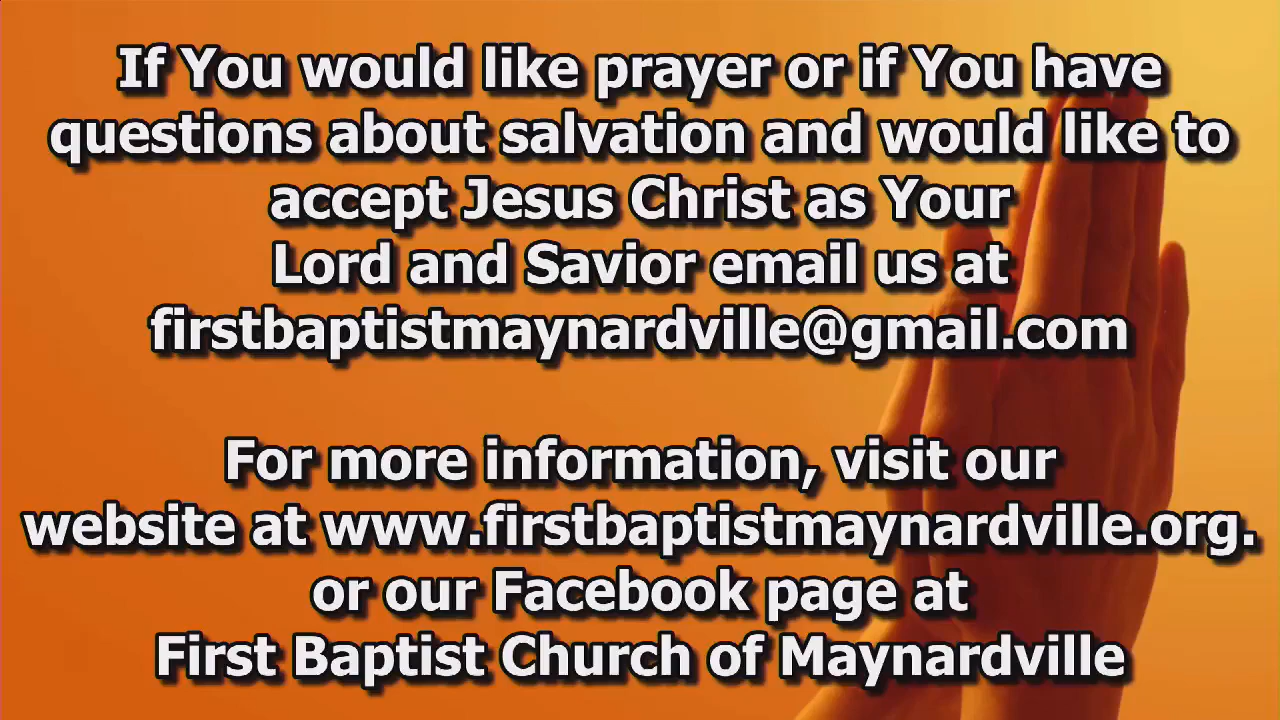 If You would like prayer or if You have
questions about salvation and would like to
accept Jesus Christ as Your
Lord and Savior email us at
firstbaptistmaynardville@gmail.com
For more information, visit our
website at www.firstbaptistmaynardville.org.
or our Facebook page at
First Baptist Church of Maynardville